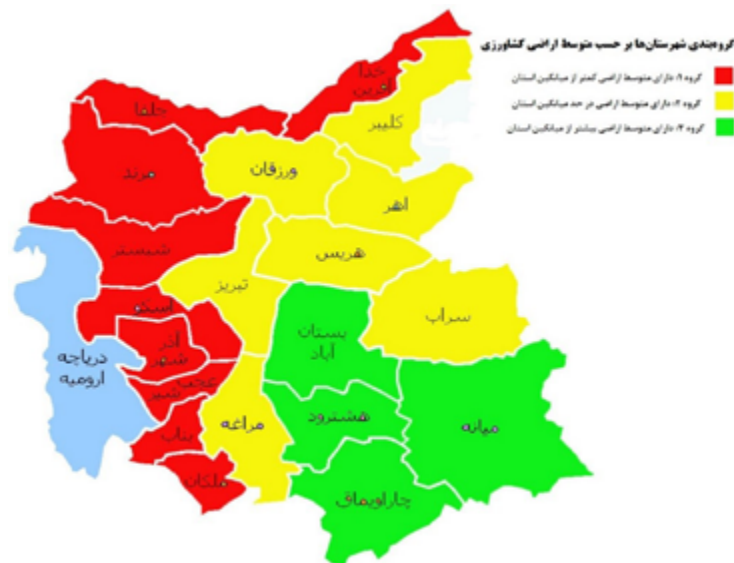 گروه‌بندی شهرستان‌ها بر حسب متوسط اراضی کشاورزی
گروه ۱: دارای متوسط اراضی کمتر از میانگین استان
گروه ۲: دارای متوسط اراضی در حد میانگین استان
گروه ۳: دارای متوسط اراضی بیشتر از میانگین استان
خدا
آفرین
جلفا
کلیبر
مرند
ورزقان
اهر
شبستر
هریس
تبریز
سراب
اسکو
آذر
شهر
بستان
آباد
دریاچه
ارومیه
عجب
شیر
هشترود
میانه
مراغه
بناب
ملکان
چاراویماق